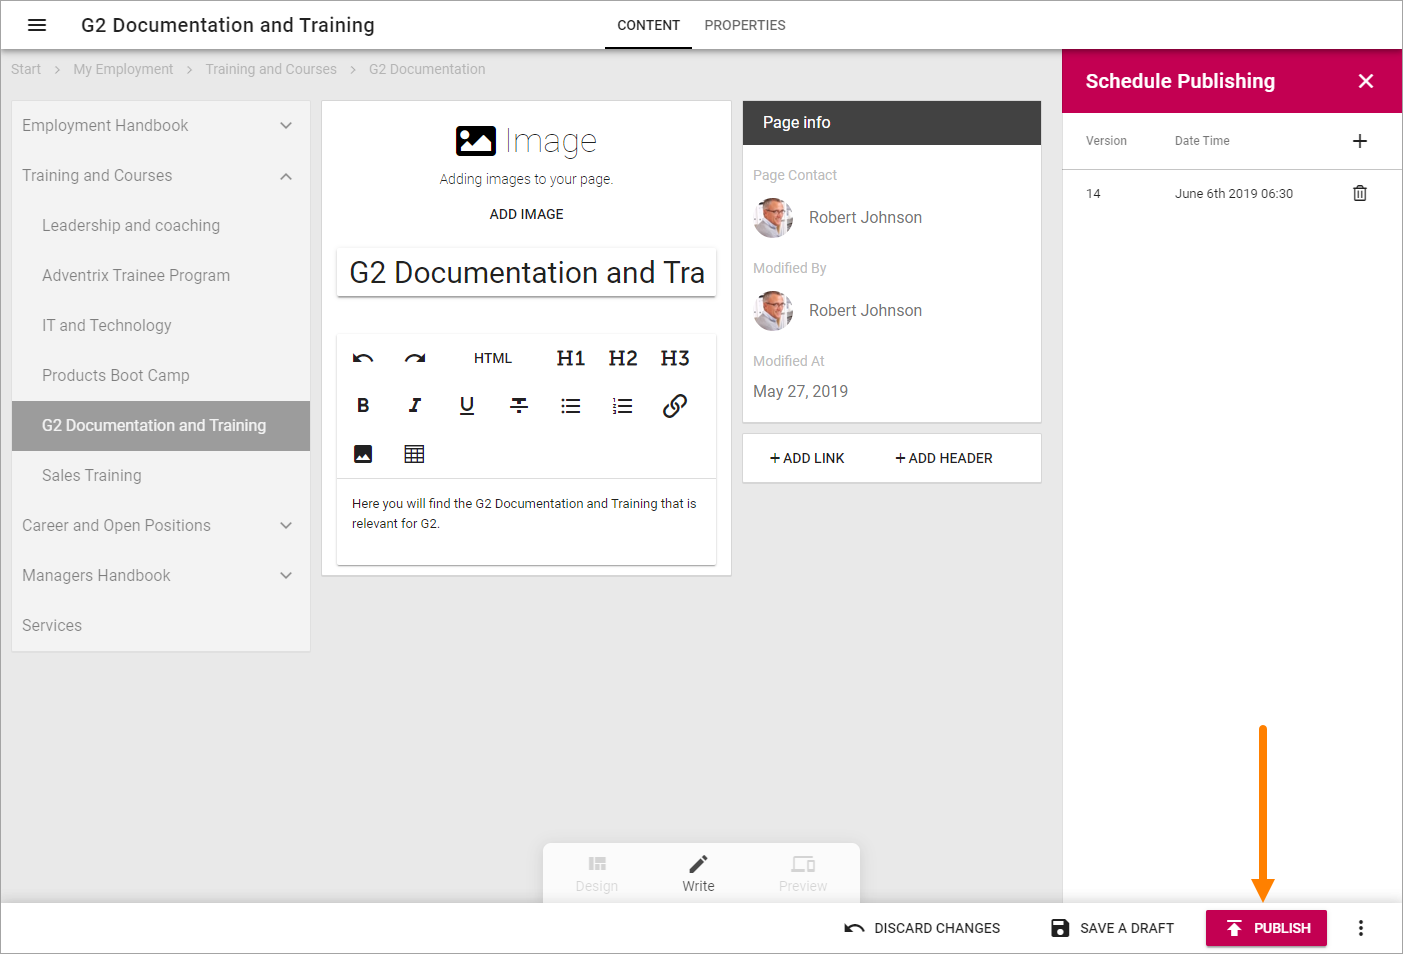 G2 Documentation and Training
CONTENT
PROPERTIES
Start > My Employment > Training and Courses > G2 Documentation
Employment Handbook
Training and Courses
Leadership and coaching
Adventrix Trainee Program
IT and Technology
Products Boot Camp
G2 Documentation and Training
Sales Training
Career and Open Positions
Managers Handbook
Services
Image
Adding images to your page.
ADD IMAGE
G2 Documentation and Tra
HTML H1 H2 H3
B I U
Here you will find the G2 Documentation and Training that is
relevant for G2.
Page info
Page Contact
Robert Johnson
Modified By
Robert Johnson
Modified At
May 27, 2019
+ ADD LINK + ADD HEADER
Schedule Publishing
Version Date Time
14 June 6th 2019 06:30
Design Write Preview
DISCARD CHANGES SAVE A DRAFT PUBLISH